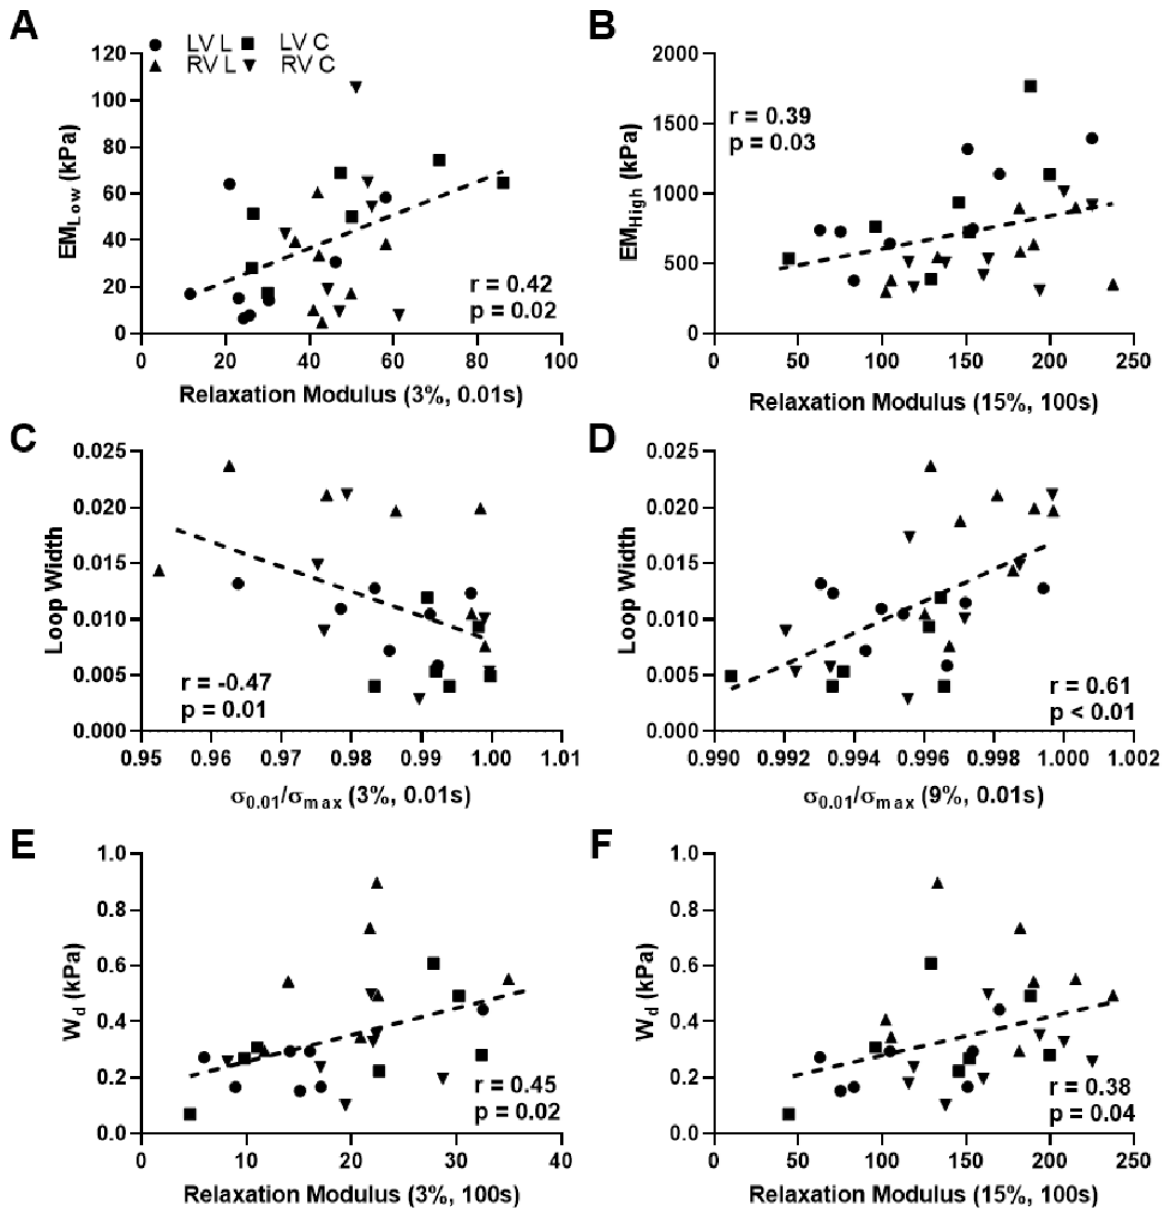 A
LV L LV C
RV L RV C
120
100
80
60
40
20
0
EMLow (kPa)
r = 0.42
p = 0.02
0 20 40 60 80 100
Relaxation Modulus (3%, 0.01s)
B
2000
1500
1000
500
0
EMHigh (kPa)
r = 0.39
p = 0.03
0 50 100 150 200 250
Relaxation Modulus (15%, 100s)
C
0.025
0.020
0.015
0.010
0.005
0.000
Loop Width
r = -0.47
p = 0.01
0.95 0.96 0.97 0.98 0.99 1.00 1.01
σ0.01/σmax (3%, 0.01s)
D
0.025
0.020
0.015
0.010
0.005
0.000
Loop Width
r = 0.61
p < 0.01
0.990 0.992 0.994 0.996 0.998 1.000 1.002
σ0.01/σmax (9%, 0.01s)
E
1.0
0.8
0.6
0.4
0.2
0.0
Wd (kPa)
r = 0.45
p = 0.02
0 10 20 30 40
Relaxation Modulus (3%, 100s)
F
1.0
0.8
0.6
0.4
0.2
0.0
Wd (kPa)
r = 0.38
p = 0.04
0 50 100 150 200 250
Relaxation Modulus (15%, 100s)